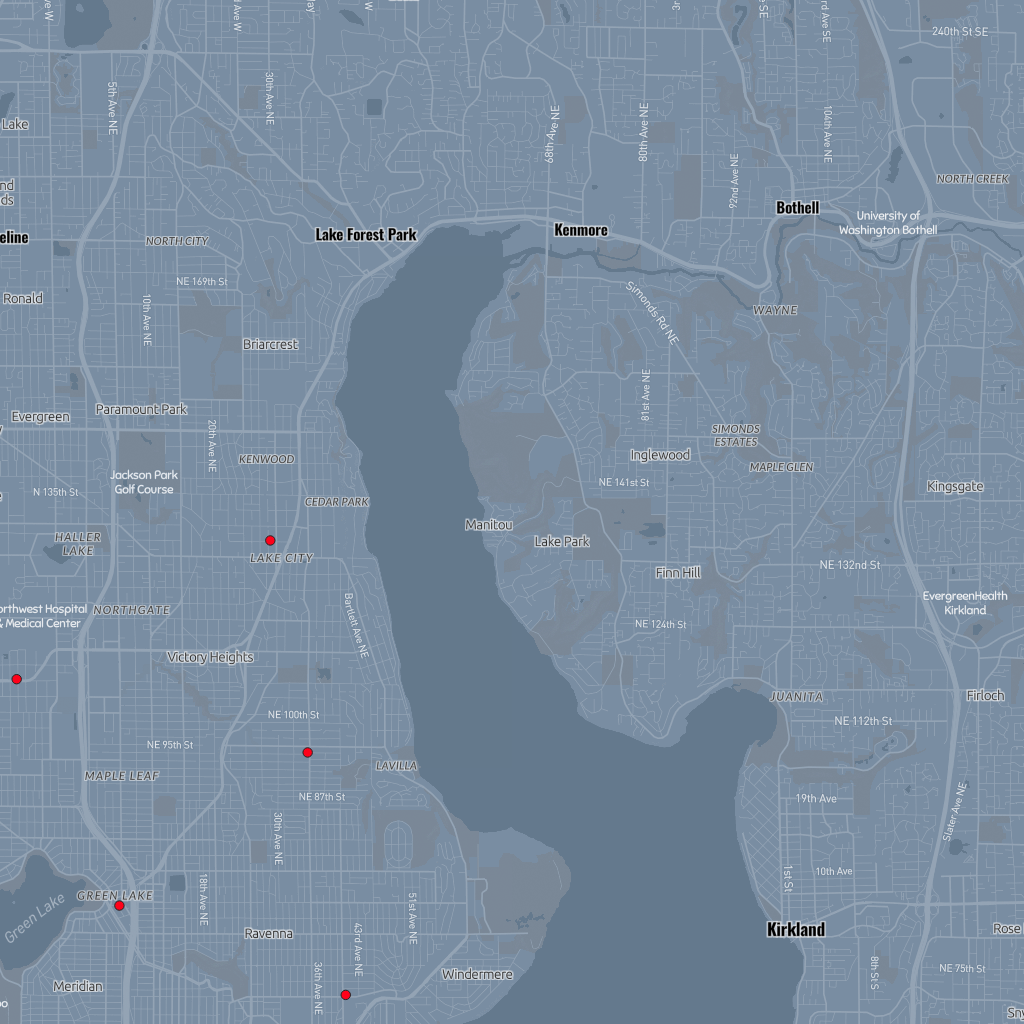 240th St SE
5th Ave NE
30th Ave NE
68th Ave NE
80th Ave NE
104th Ave NE
92nd Ave NE
Lake
NORTH CREEK
Bothell
University of
Washington Bothell
Lake Forest Park
Kenmore
eline
NORTH CITY
NE 169th St
Ronald
10th Ave NE
Simonds Rd NE
WAYNE
Briarcrest
Evergreen
Paramount Park
20th Ave NE
81st Ave NE
SIMONDS
ESTATES
KENWOOD
Inglewood
MAPLE GLEN
Jackson Park
Golf Course
N 135th St
NE 141st St
Kingsgate
CEDAR PARK
Manitou
Lake Park
HALLER
LAKE
LAKE CITY
Finn Hill
NE 132nd St
EvergreenHealth
Kirkland
orthwest Hospital
& Medical Center
NORTHGATE
Bartlett Ave NE
NE 124th St
Victory Heights
JUANITA
Firloch
NE 100th St
NE 112th St
NE 95th St
LAVILLA
MAPLE LEAF
NE 87th St
19th Ave
Slater Ave NE
30th Ave NE
1st St
10th Ave
GREEN LAKE
Green Lake
18th Ave NE
51st Ave NE
Ravenna
43rd Ave NE
Kirkland
Rose
36th Ave NE
Windermere
8th St S
NE 75th St
Meridian